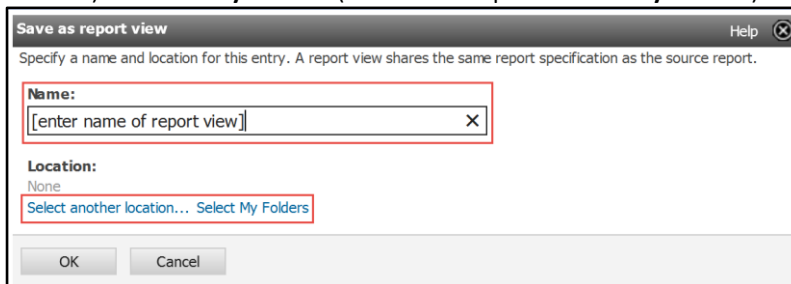 Save as report view
Help
Specify a name and location for this entry. A report view shares the same report specification as the source report.
Name:
[enter name of report view]
Location:
None
Select another location... Select My Folders
OK
Cancel